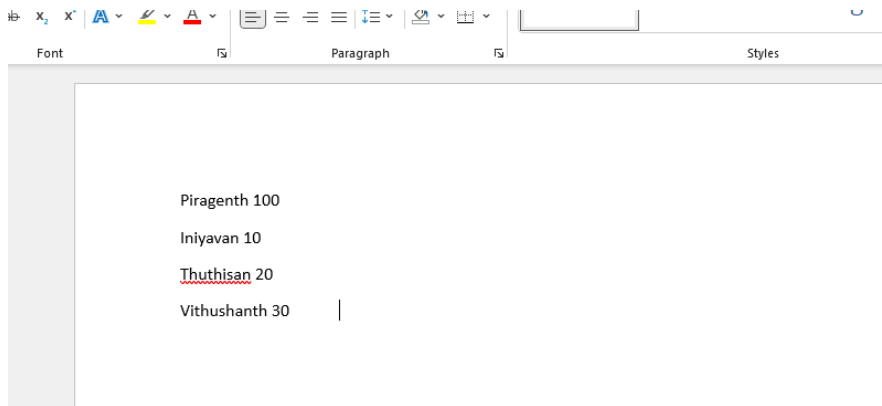 Font
Paragraph
Styles
Piragenth 100
Iniyavan 10
Thuthisan 20
Vithushanth 30